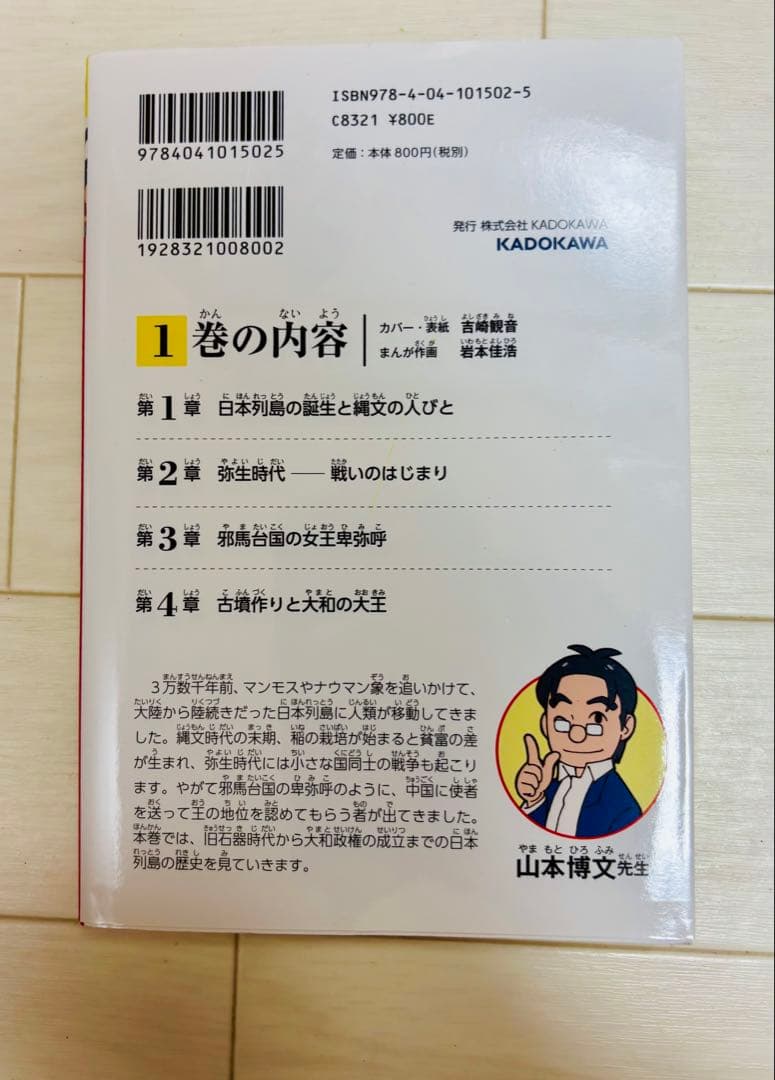 ISBN978-4-04-101502-5
C8321 ¥800E
9784041015025
定価：本体800円（税別）
1928321008002
発行 株式会社KADOKAWA
KADOKAWA
1巻の内容
カバー・表紙 吉崎観音
まんが作画 岩本佳浩
第1章 日本列島の誕生と縄文の人びと
第2章 弥生時代――戦いのはじまり
第3章 邪馬台国の女王卑弥呼
第4章 古墳作りと大和の大王
3万数千年前、マンモスやナウマン象を追いかけて、
大陸から陸続きだった日本列島に人類が移動してきま
した。縄文時代の末期、稲の栽培が始まると貧富の差
が生まれ、弥生時代には小さな国同士の戦争も起こり
ます。やがて邪馬台国の卑弥呼のように、中国に使者
を送って王の地位を認めてもらう者が出てきました。
本巻では、旧石器時代から大和政権の成立までの日本
列島の歴史を見ていきます。
やまもとひろふみせんせい
山本博文先生